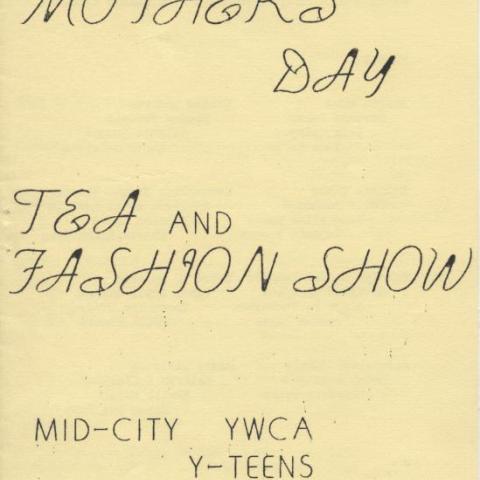 MOTHERS
DAY
TEA AND
FASHION SHOW
MID-CITY YWCA
Y-TEENS